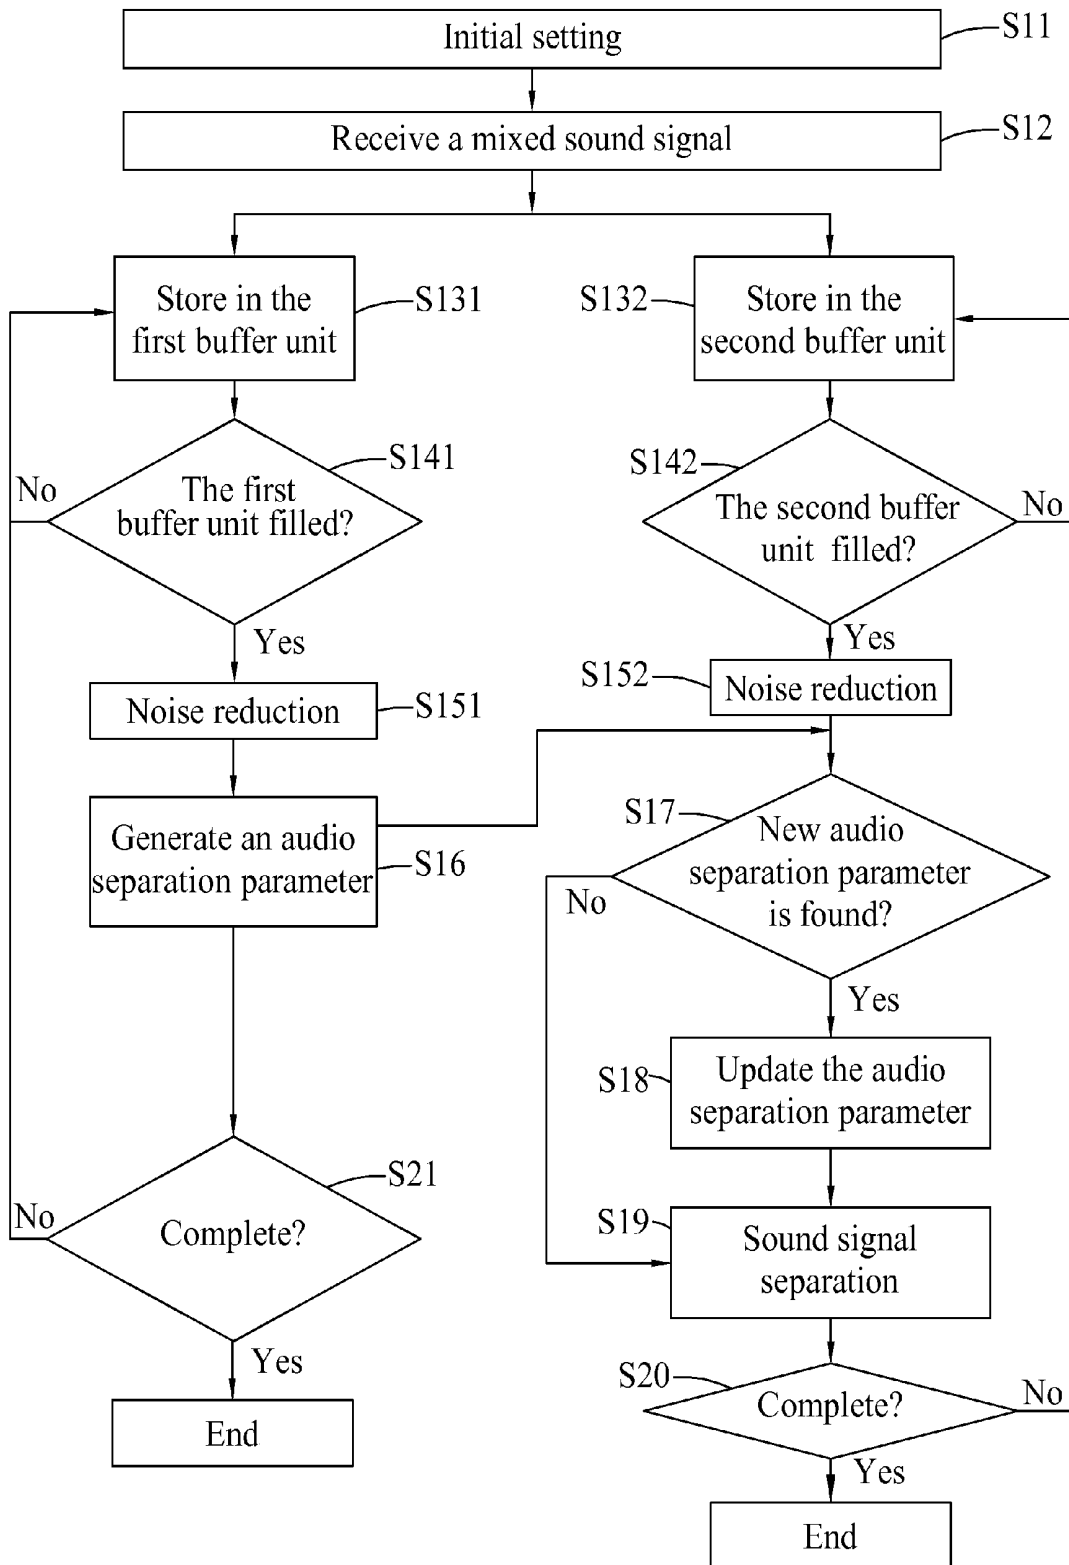 Initial setting
S11
Receive a mixed sound signal
S12
Store in the
first buffer unit
S131
S132
Store in the
second buffer unit
No
The first
buffer unit filled?
S141
S142
The second buffer
unit filled?
No
Yes
Yes
Noise reduction
S151
S152
Noise reduction
Generate an audio
separation parameter
S16
S17
New audio
separation parameter
is found?
No
Yes
S18
Update the audio
separation parameter
No
Complete?
S21
S19
Sound signal
separation
Yes
S20
Complete?
No
End
Yes
End